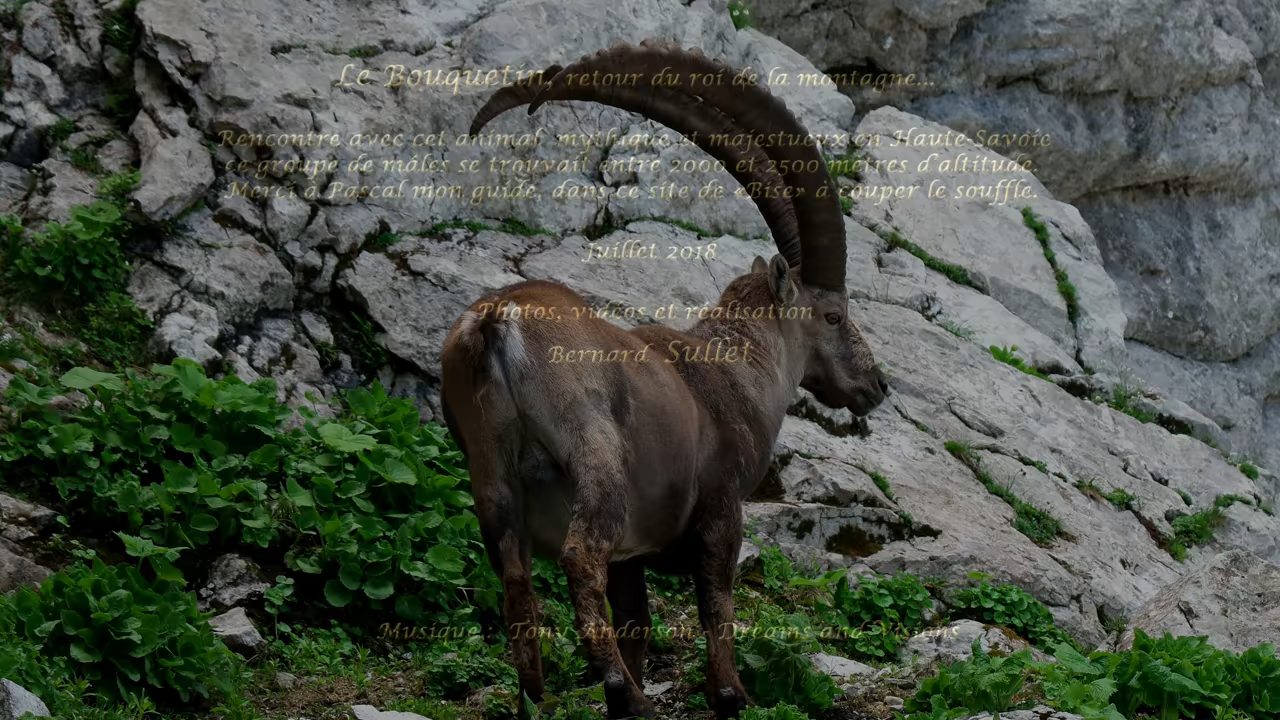 Le Bouquetin, retour du roi de la montagne...
Rencontre avec cet animal mythique et majestueux en Haute-Savoie
ce groupe de mâles se trouvait entre 2000 et 2500 mètres d'altitude.
Merci à Pascal mon guide, dans ce site de «Bise» à couper le souffle.
Juillet 2018
Photos, vidéos et réalisation
Bernard Sullet
Musique : Tony Anderson - Dreams and Visions